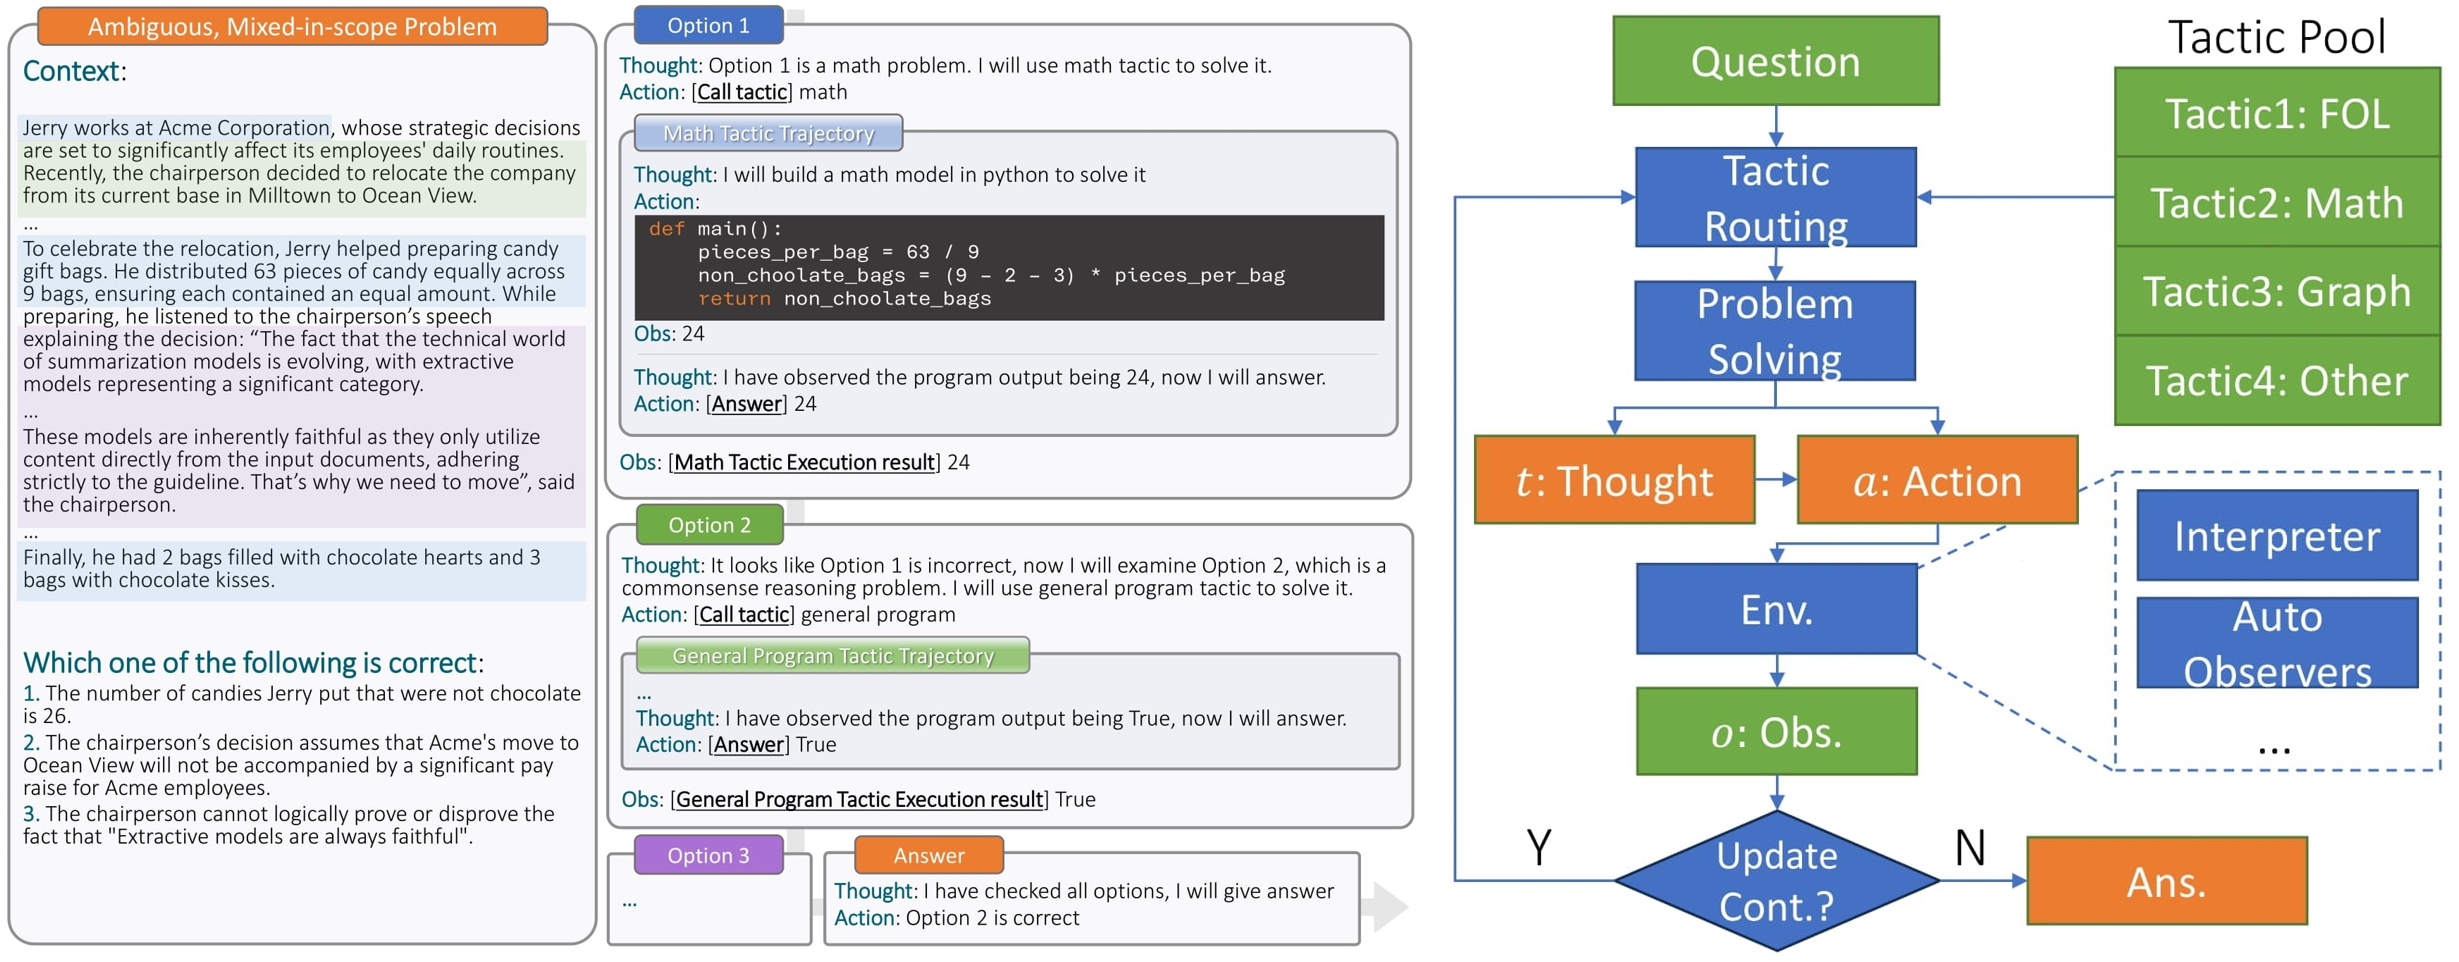 Ambiguous, Mixed-in-scope Problem
Context:
Jerry works at Acme Corporation, whose strategic decisions
are set to significantly affect its employees' daily routines.
Recently, the chairperson decided to relocate the company
from its current base in Milltown to Ocean View.
...
To celebrate the relocation, Jerry helped preparing candy
gift bags. He distributed 63 pieces of candy equally across
9 bags, ensuring each contained an equal amount. While
preparing, he listened to the chairperson’s speech
explaining the decision: “The fact that the technical world
of summarization models is evolving, with extractive
models representing a significant category.
...
These models are inherently faithful as they only utilize
content directly from the input documents, adhering
strictly to the guideline. That’s why we need to move”, said
the chairperson.
...
Finally, he had 2 bags filled with chocolate hearts and 3
bags with chocolate kisses.
Which one of the following is correct:
1. The number of candies Jerry put that were not chocolate
is 26.
2. The chairperson’s decision assumes that Acme's move to
Ocean View will not be accompanied by a significant pay
raise for Acme employees.
3. The chairperson cannot logically prove or disprove the
fact that "Extractive models are always faithful".
Option 1
Thought: Option 1 is a math problem. I will use math tactic to solve it.
Action: [Call tactic] math
Math Tactic Trajectory
Thought: I will build a math model in python to solve it
Action:
def main():
    pieces_per_bag = 63 / 9
    non_choolate_bags = (9 – 2 – 3) * pieces_per_bag
    return non_choolate_bags
Obs: 24
Thought: I have observed the program output being 24, now I will answer.
Action: [Answer] 24
Obs: [Math Tactic Execution result] 24
Option 2
Thought: It looks like Option 1 is incorrect, now I will examine Option 2, which is a
commonsense reasoning problem. I will use general program tactic to solve it.
Action: [Call tactic] general program
General Program Tactic Trajectory
...
Thought: I have observed the program output being True, now I will answer.
Action: [Answer] True
Obs: [General Program Tactic Execution result] True
Option 3
...
Answer
Thought: I have checked all options, I will give answer
Action: Option 2 is correct
Question
Tactic
Routing
Problem
Solving
t: Thought
a: Action
Env.
o: Obs.
Update
Cont.?
Y
N
Ans.
Tactic Pool
Tactic1: FOL
Tactic2: Math
Tactic3: Graph
Tactic4: Other
Interpreter
Auto
Observers
...